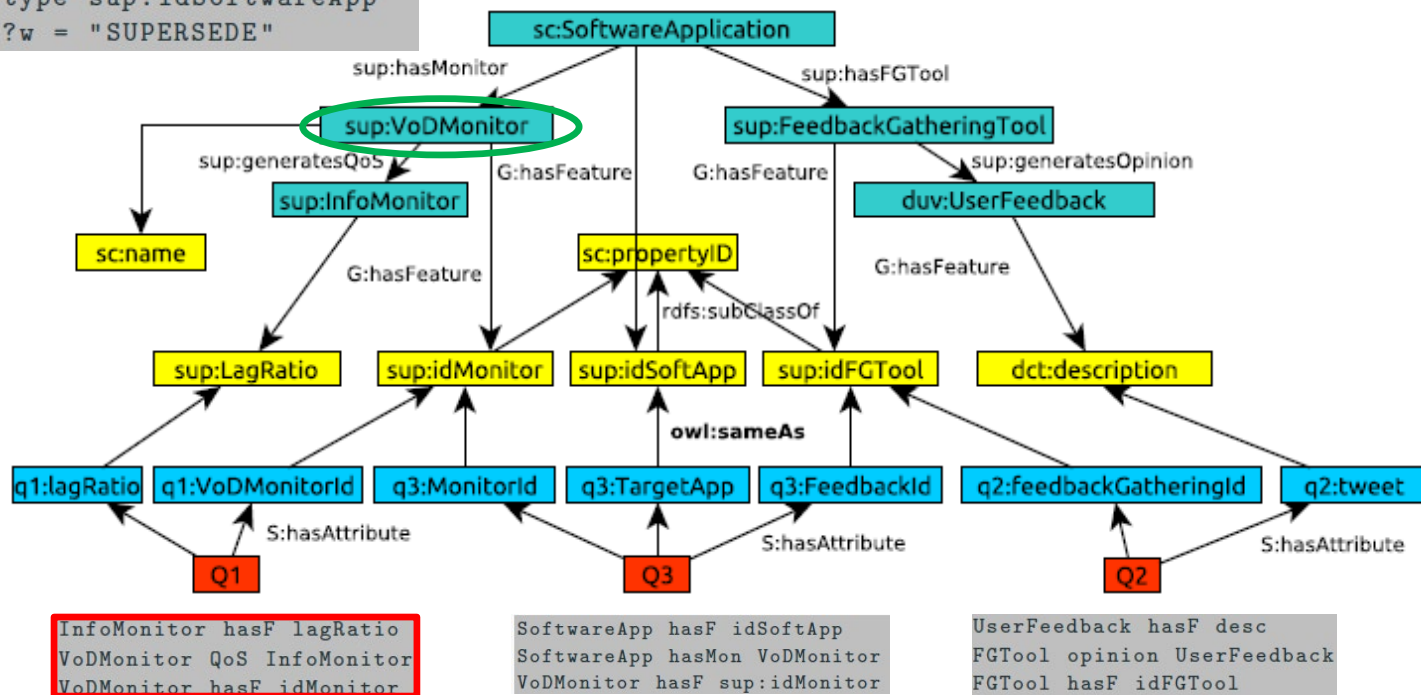 type sup:idSoftwareApp
?w = "SUPERSEDE"
sc:SoftwareApplication
sup:hasMonitor
sup:hasFGTool
sup:VoDMonitor
sup:FeedbackGatheringTool
sup:generatesQoS
G:hasFeature
G:hasFeature
sup:generatesOpinion
sup:InfoMonitor
duv:UserFeedback
sc:name
sc:propertyID
G:hasFeature
G:hasFeature
rdfs:subClassOf
sup:LagRatio
sup:idMonitor
sup:idSoftApp
sup:idFGTool
dct:description
owl:sameAs
q1:lagRatio
q1:VoDMonitorId
q3:MonitorId
q3:TargetApp
q3:FeedbackId
q2:feedbackGatheringId
q2:tweet
S:hasAttribute
S:hasAttribute
S:hasAttribute
Q1
Q3
Q2
InfoMonitor hasF lagRatio
VoDMonitor QoS InfoMonitor
VoDMonitor hasF idMonitor
SoftwareApp hasF idSoftApp
SoftwareApp hasMon VoDMonitor
VoDMonitor hasF sup:idMonitor
UserFeedback hasF desc
FGTool opinion UserFeedback
FGTool hasF idFGTool